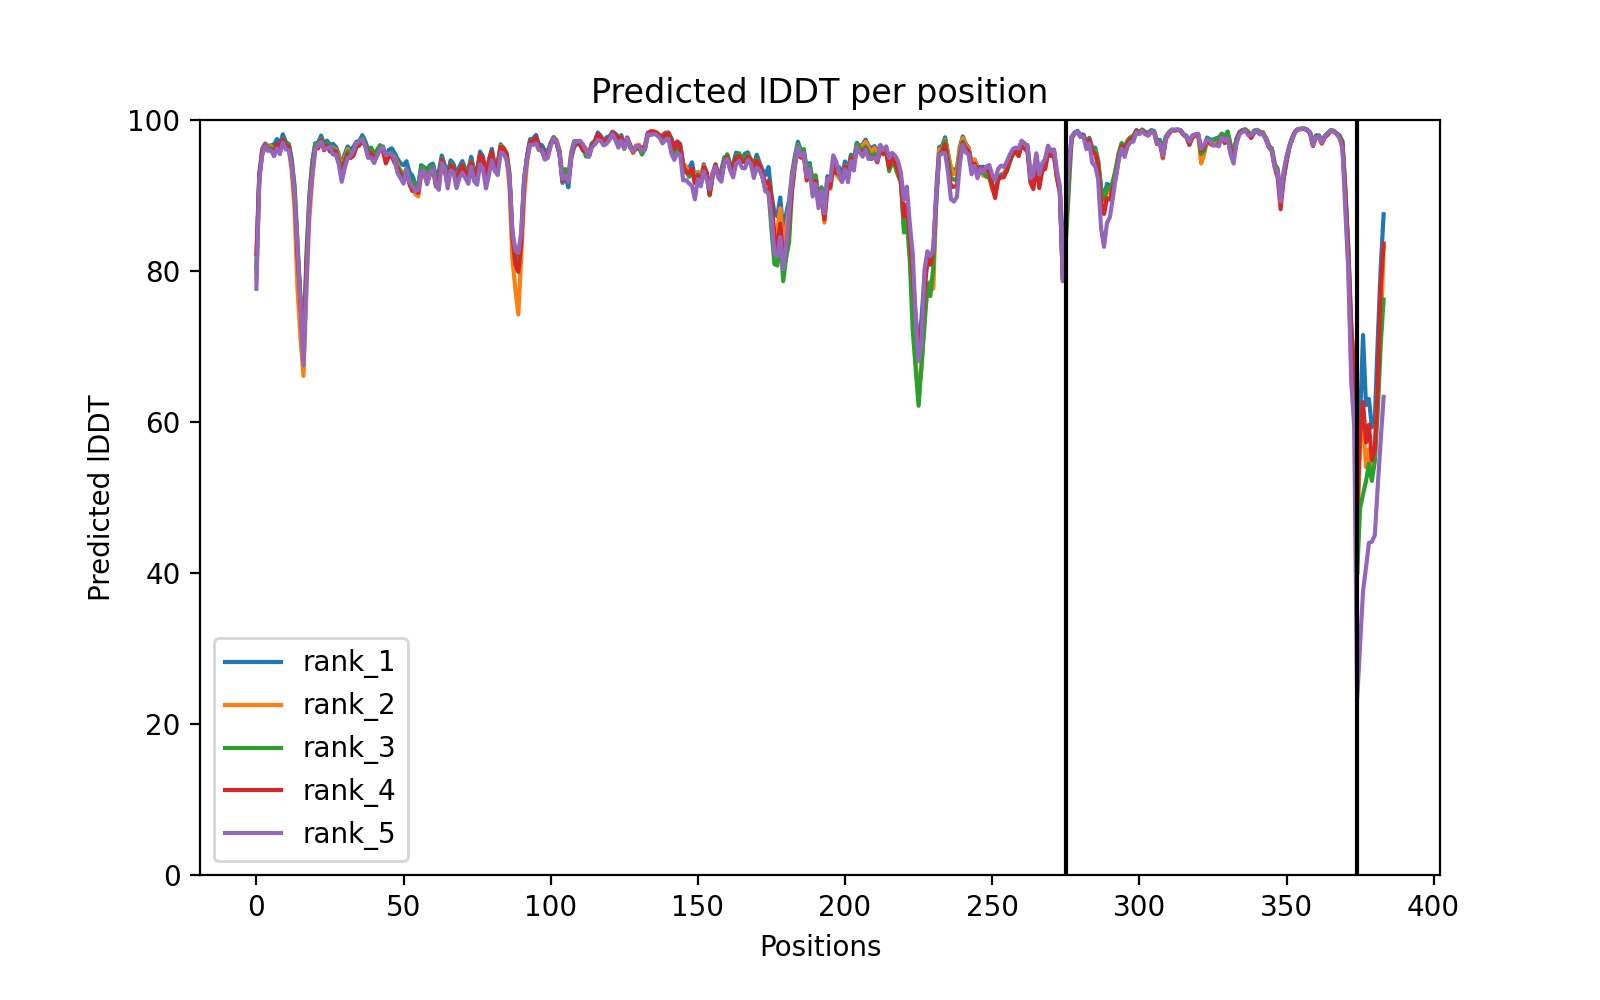 Predicted lDDT per position
100
80
60
40
20
0
Predicted lDDT
rank_1
rank_2
rank_3
rank_4
rank_5
0 50 100 150 200 250 300 350 400
Positions